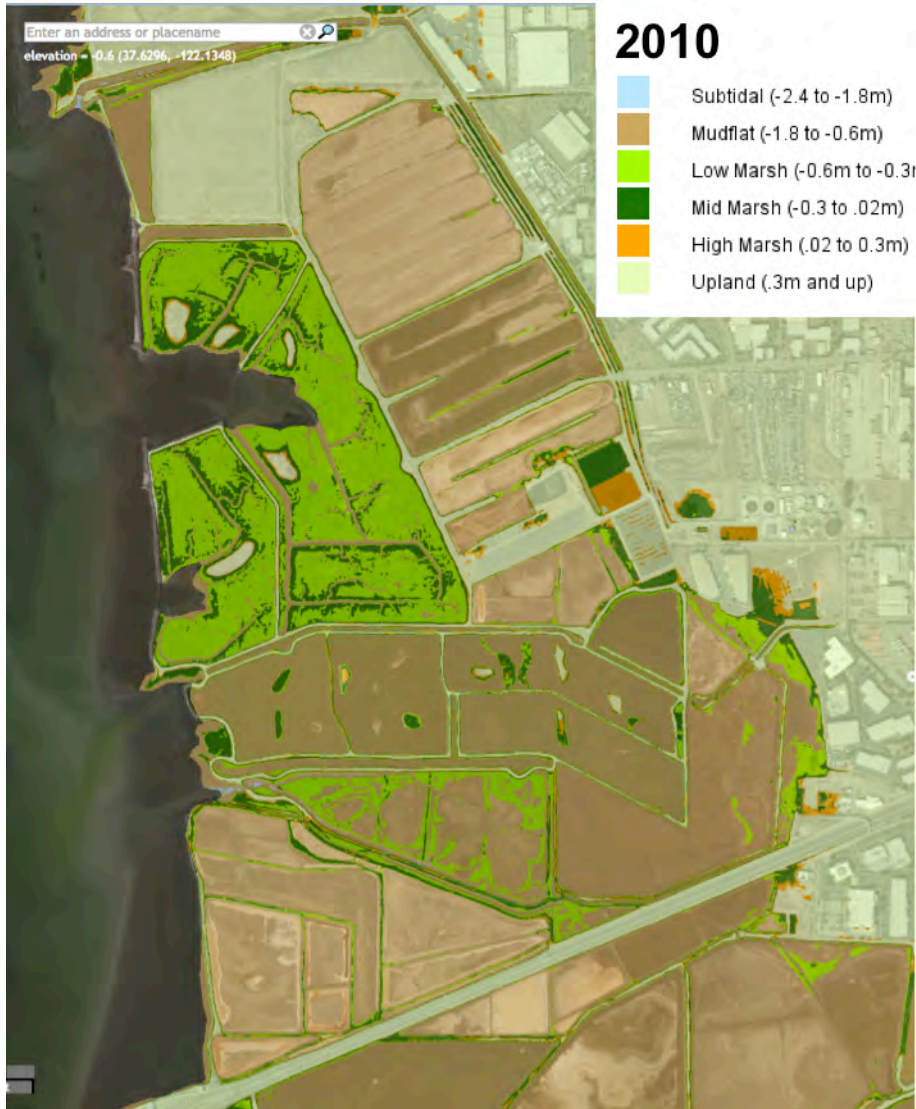 Enter an address or placename
elevation = -0.6 (37.6296, -122.1348)
2010
Subtidal (-2.4 to -1.8m)
Mudflat (-1.8 to -0.6m)
Low Marsh (-0.6m to -0.3
Mid Marsh (-0.3 to .02m)
High Marsh (.02 to 0.3m)
Upland (.3m and up)